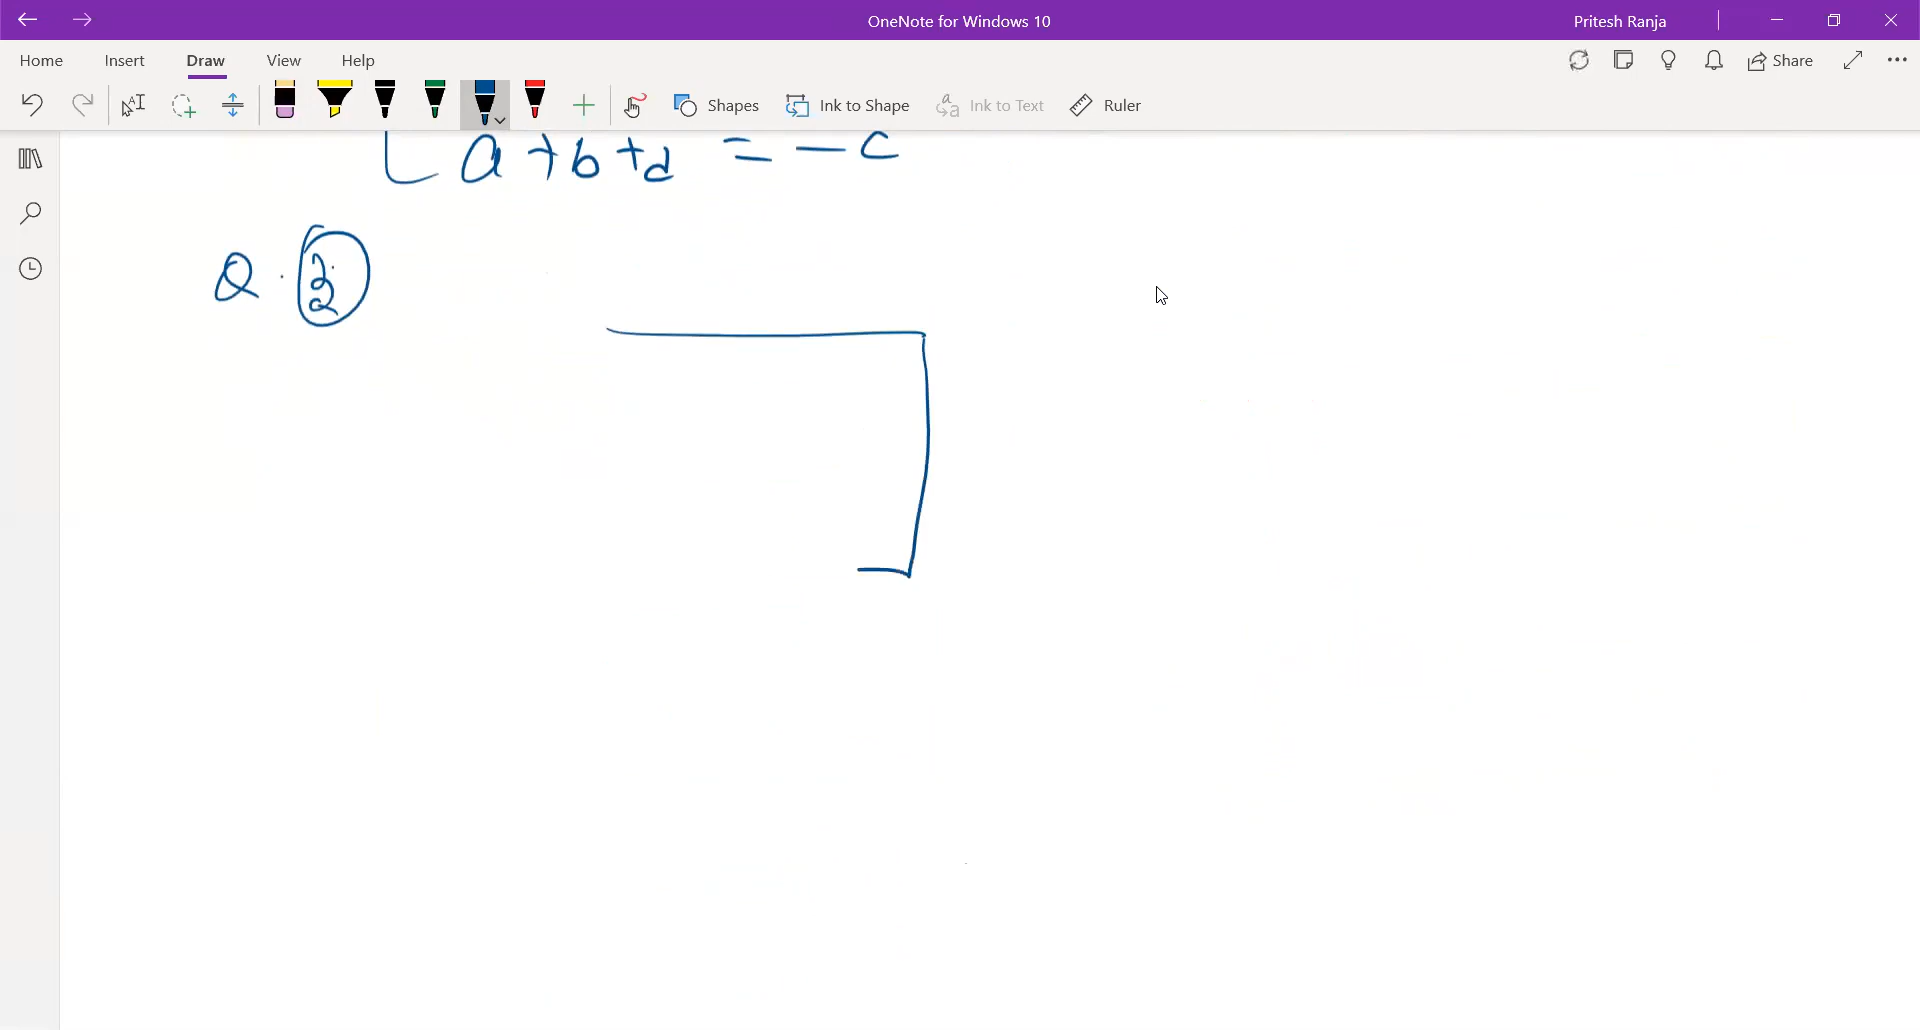 OneNote for Windows 10 Pritesh Ranja
Home Insert Draw View Help Share
Shapes Ink to Shape Ink to Text Ruler
a + b + d = - c
Q.